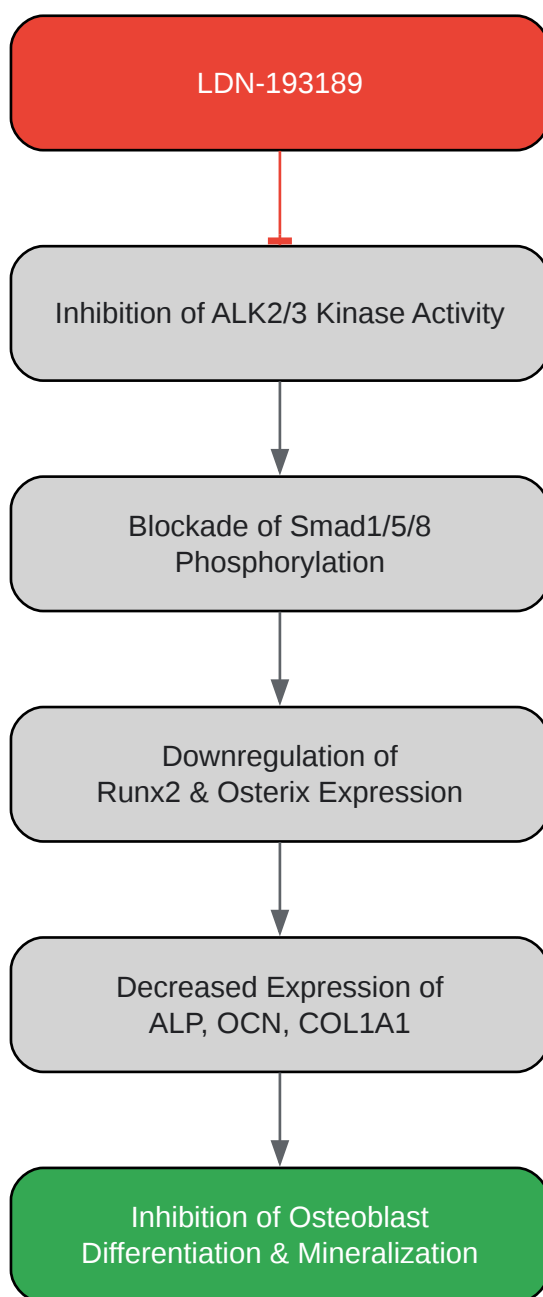 LDN-193189
Inhibition of ALK2/3 Kinase Activity
Blockade of Smad1/5/8
Phosphorylation
Downregulation of
Runx2 & Osterix Expression
Decreased Expression of
ALP, OCN, COL1A1
Inhibition of Osteoblast
Differentiation & Mineralization